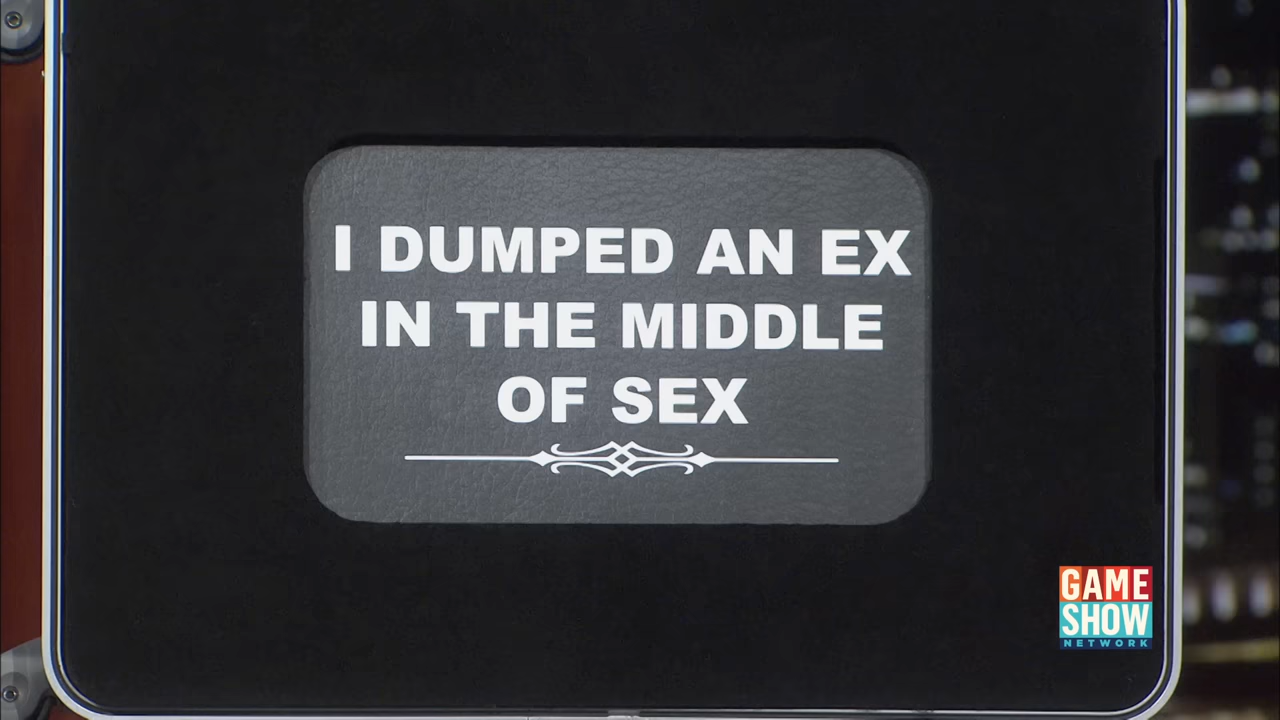 I DUMPED AN EX
IN THE MIDDLE
OF SEX
GAME
SHOW
NETWORK